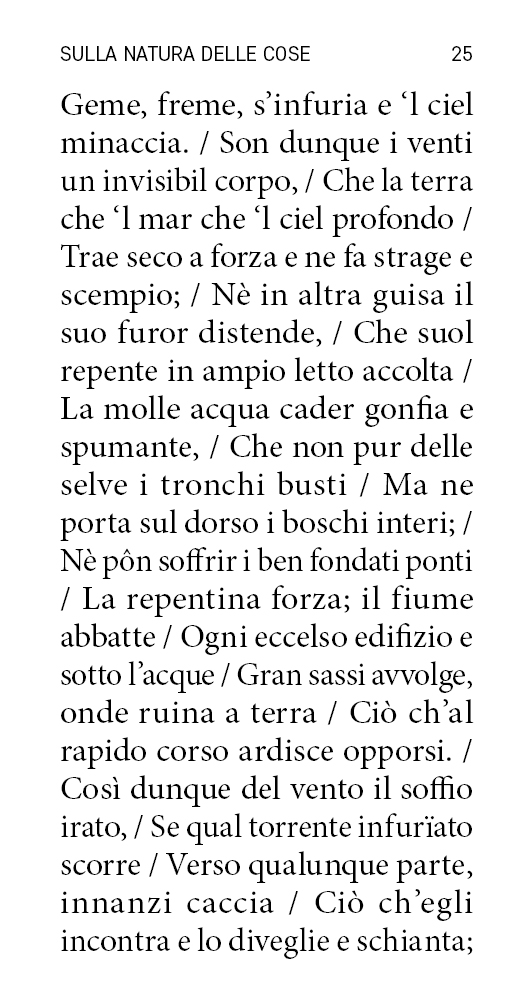 SULLA NATURA DELLE COSE 25
Geme, freme, s’infuria e ‘l ciel
minaccia. / Son dunque i venti
un invisibil corpo, / Che la terra
che ‘l mar che ‘l ciel profondo /
Trae seco a forza e ne fa strage e
scempio; / Nè in altra guisa il
suo furor distende, / Che suol
repente in ampio letto accolta /
La molle acqua cader gonfia e
spumante, / Che non pur delle
selve i tronchi busti / Ma ne
porta sul dorso i boschi interi; /
Nè pôn soffrir i ben fondati ponti
/ La repentina forza; il fiume
abbatte / Ogni eccelso edifizio e
sotto l’acque / Gran sassi avvolge,
onde ruina a terra / Ciò ch’al
rapido corso ardisce opporsi. /
Così dunque del vento il soffio
irato, / Se qual torrente infurïato
scorre / Verso qualunque parte,
innanzi caccia / Ciò ch’egli
incontra e lo diveglie e schianta;